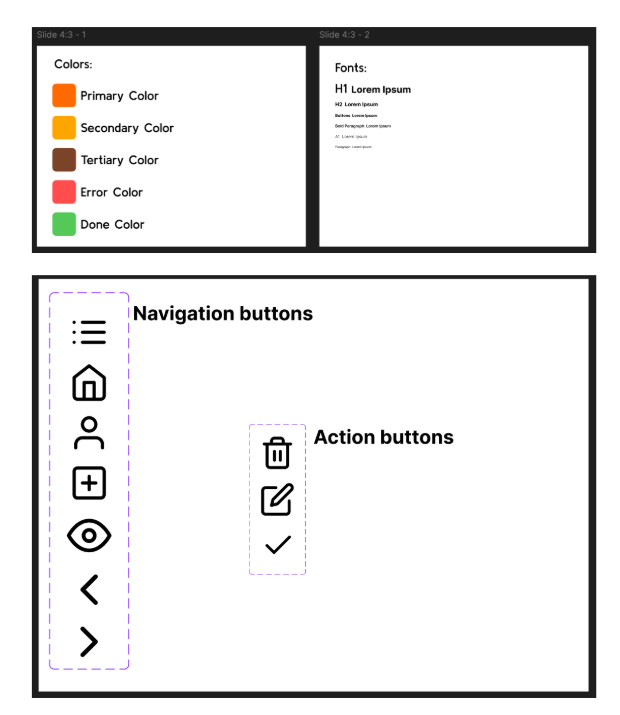 Slide 4:3 - 1
Colors:
Primary Color
Secondary Color
Tertiary Color
Error Color
Done Color
Slide 4:3 - 2
Fonts:
H1 Lorem Ipsum
H2 Lorem Ipsum
Buttons Lorem Ipsum
Bold Paragraph Lorem Ipsum
Lorem Ipsum
Paragraph Lorem Ipsum
Navigation buttons
Action buttons